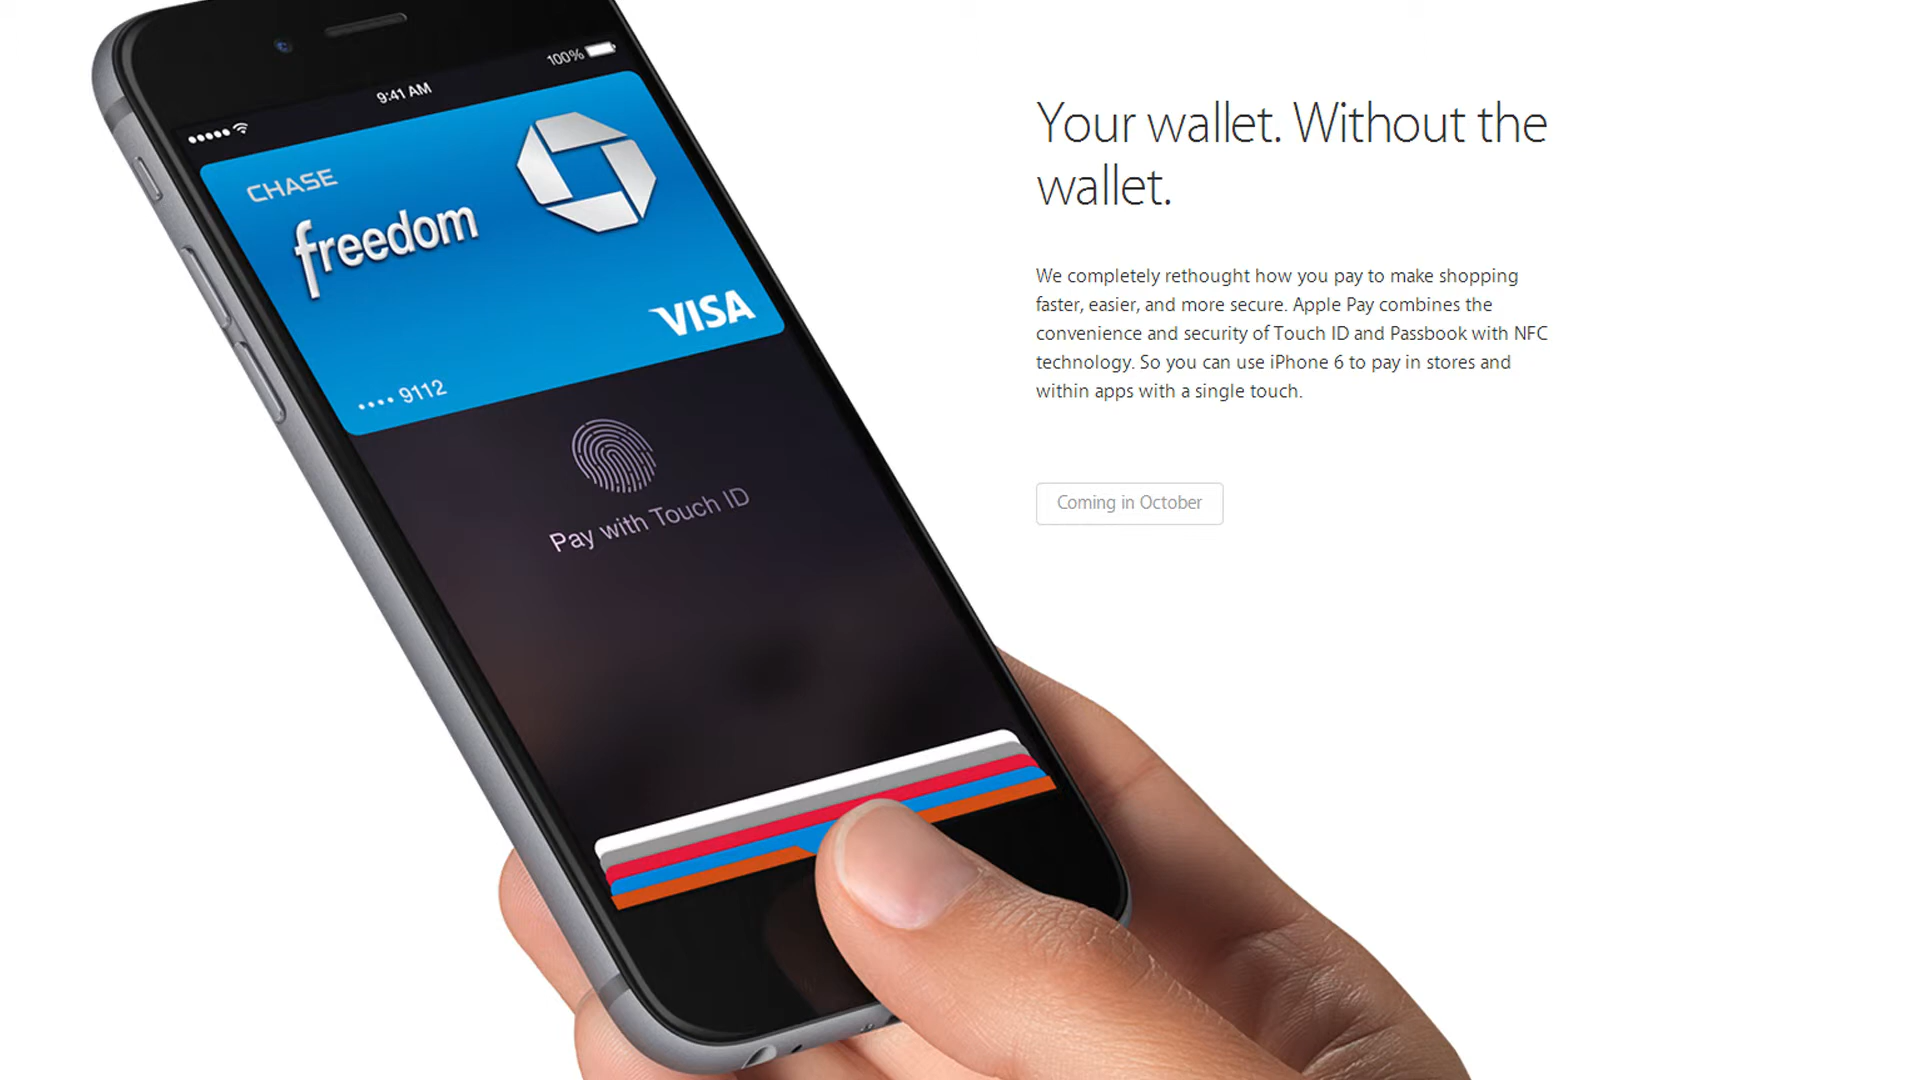 100%
9:41 AM
CHASE
freedom
VISA
•••• 9112
Pay with Touch ID
Your wallet. Without the
wallet.
We completely rethought how you pay to make shopping
faster, easier, and more secure. Apple Pay combines the
convenience and security of Touch ID and Passbook with NFC
technology. So you can use iPhone 6 to pay in stores and
within apps with a single touch.
Coming in October